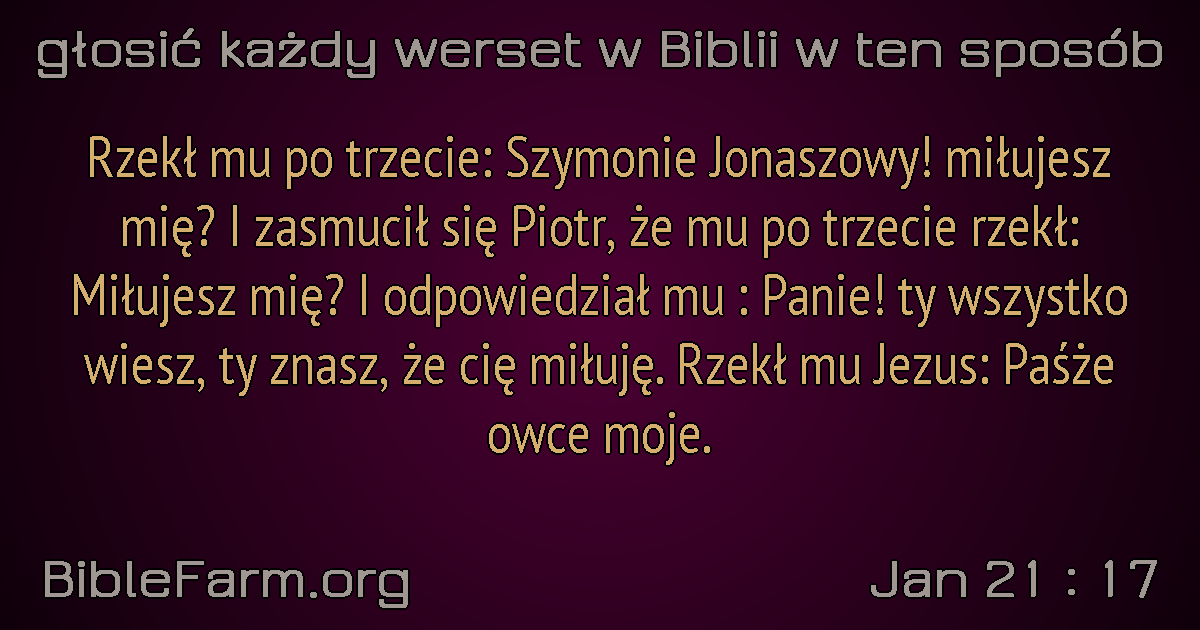 głosić każdy werset w Biblii w ten sposób
Rzekł mu po trzecie: Szymonie Jonaszowy! miłujesz
mię? I zasmucił się Piotr, że mu po trzecie rzekł:
Miłujesz mię? I odpowiedział mu : Panie! ty wszystko
wiesz, ty znasz, że cię miłuję. Rzekł mu Jezus: Paśże
owce moje.
BibleFarm.org
Jan 21 : 17